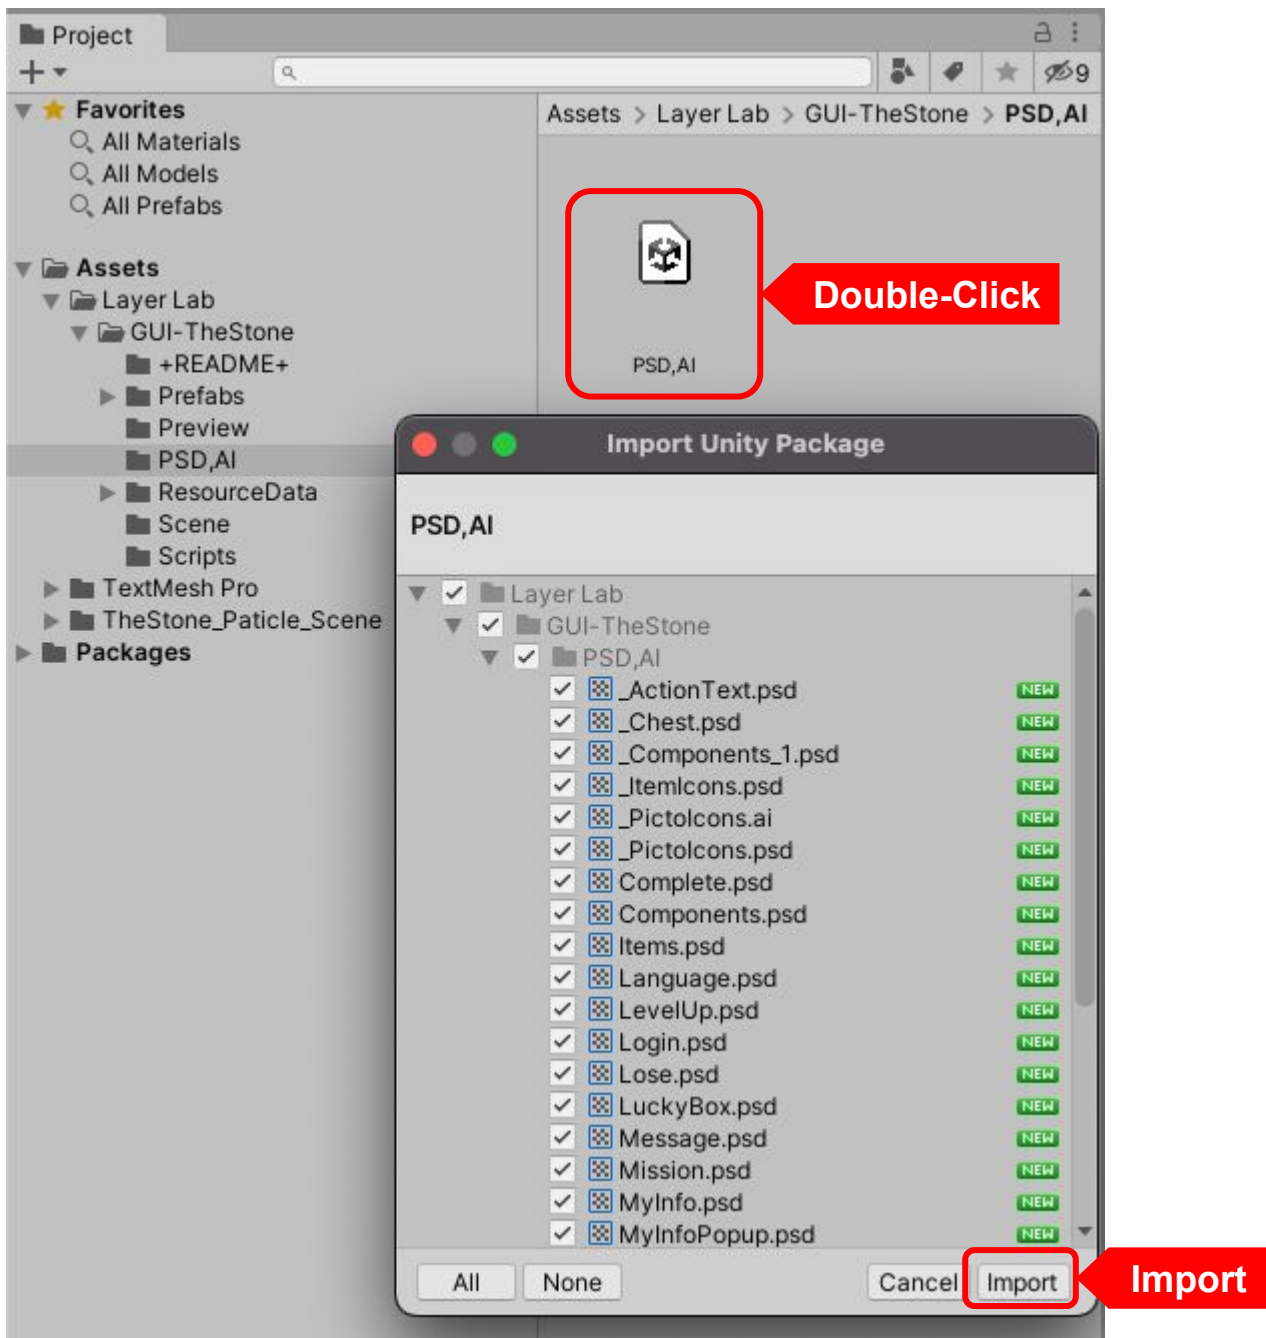 Project
9
Favorites
All Materials
All Models
All Prefabs
Assets
Layer Lab
GUI-TheStone
+README+
Prefabs
Preview
PSD,AI
ResourceData
Scene
Scripts
TextMesh Pro
TheStone_Paticle_Scene
Packages
Assets > Layer Lab > GUI-TheStone > PSD,AI
PSD,AI
Double-Click
Import Unity Package
PSD,AI
Layer Lab
GUI-TheStone
PSD,AI
_ActionText.psd NEW
_Chest.psd NEW
_Components_1.psd NEW
_ItemIcons.psd NEW
_PictoIcons.ai NEW
_PictoIcons.psd NEW
Complete.psd NEW
Components.psd NEW
Items.psd NEW
Language.psd NEW
LevelUp.psd NEW
Login.psd NEW
Lose.psd NEW
LuckyBox.psd NEW
Message.psd NEW
Mission.psd NEW
MyInfo.psd NEW
MyInfoPopup.psd NEW
All None Cancel Import
Import